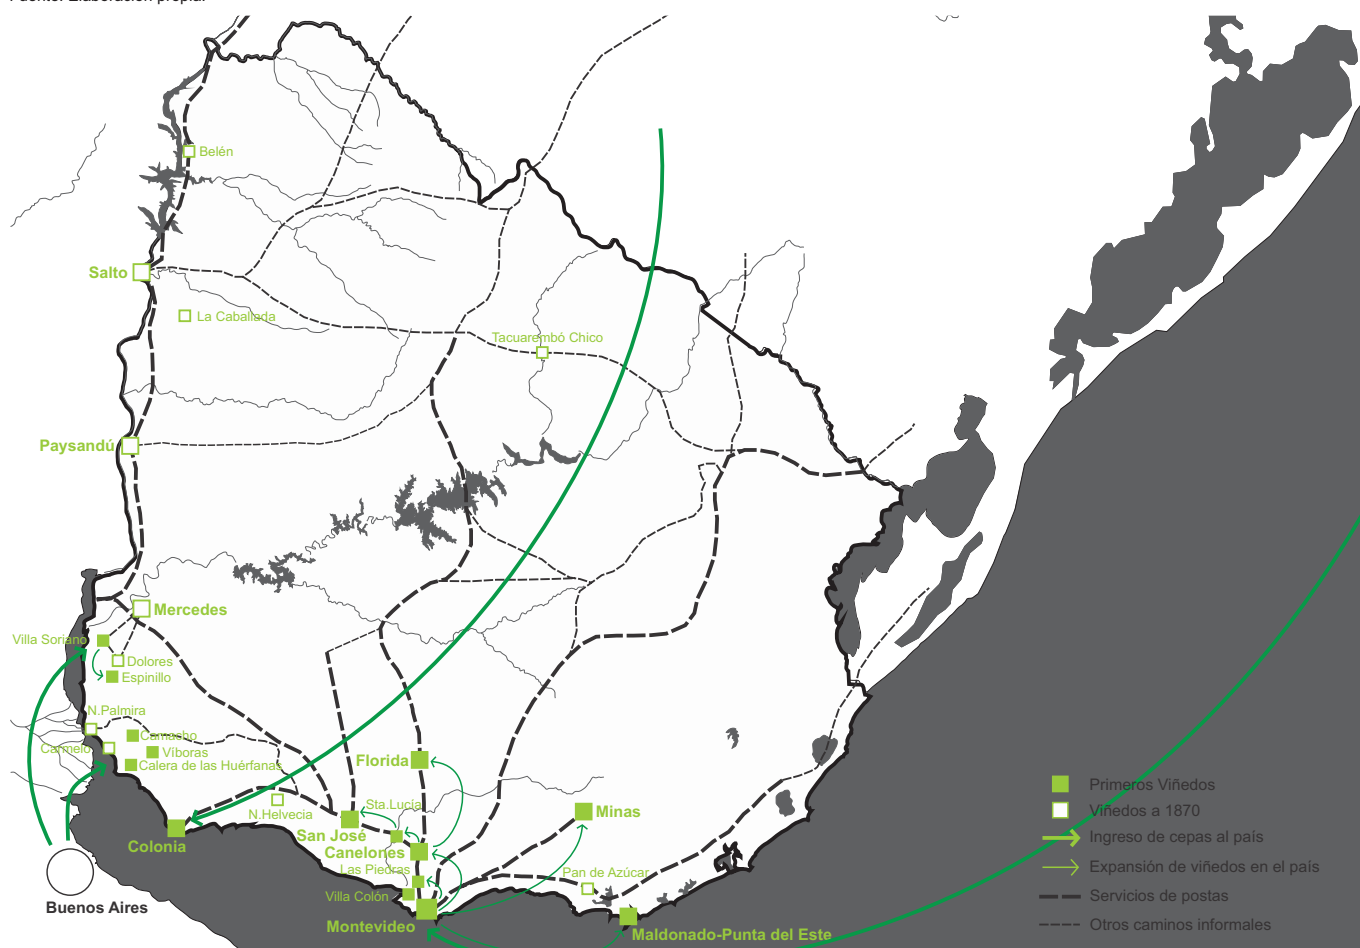 Fuente: Elaboración propia.
Belén
Salto
La Caballada
Tacuarembó Chico
Paysandú
Mercedes
Villa Soriano
Dolores
Espinillo
N.Palmira
Camacho
Carmelo
Víboras
Calera de las Huérfanas
Florida
N.Helvecia
Sta.Lucía
San José
Minas
Colonia
Canelones
Las Piedras
Pan de Azúcar
Villa Colón
Buenos Aires
Montevideo
Maldonado-Punta del Este
Primeros Viñedos
Viñedos a 1870
Ingreso de cepas al país
Expansión de viñedos en el país
Servicios de postas
Otros caminos informales